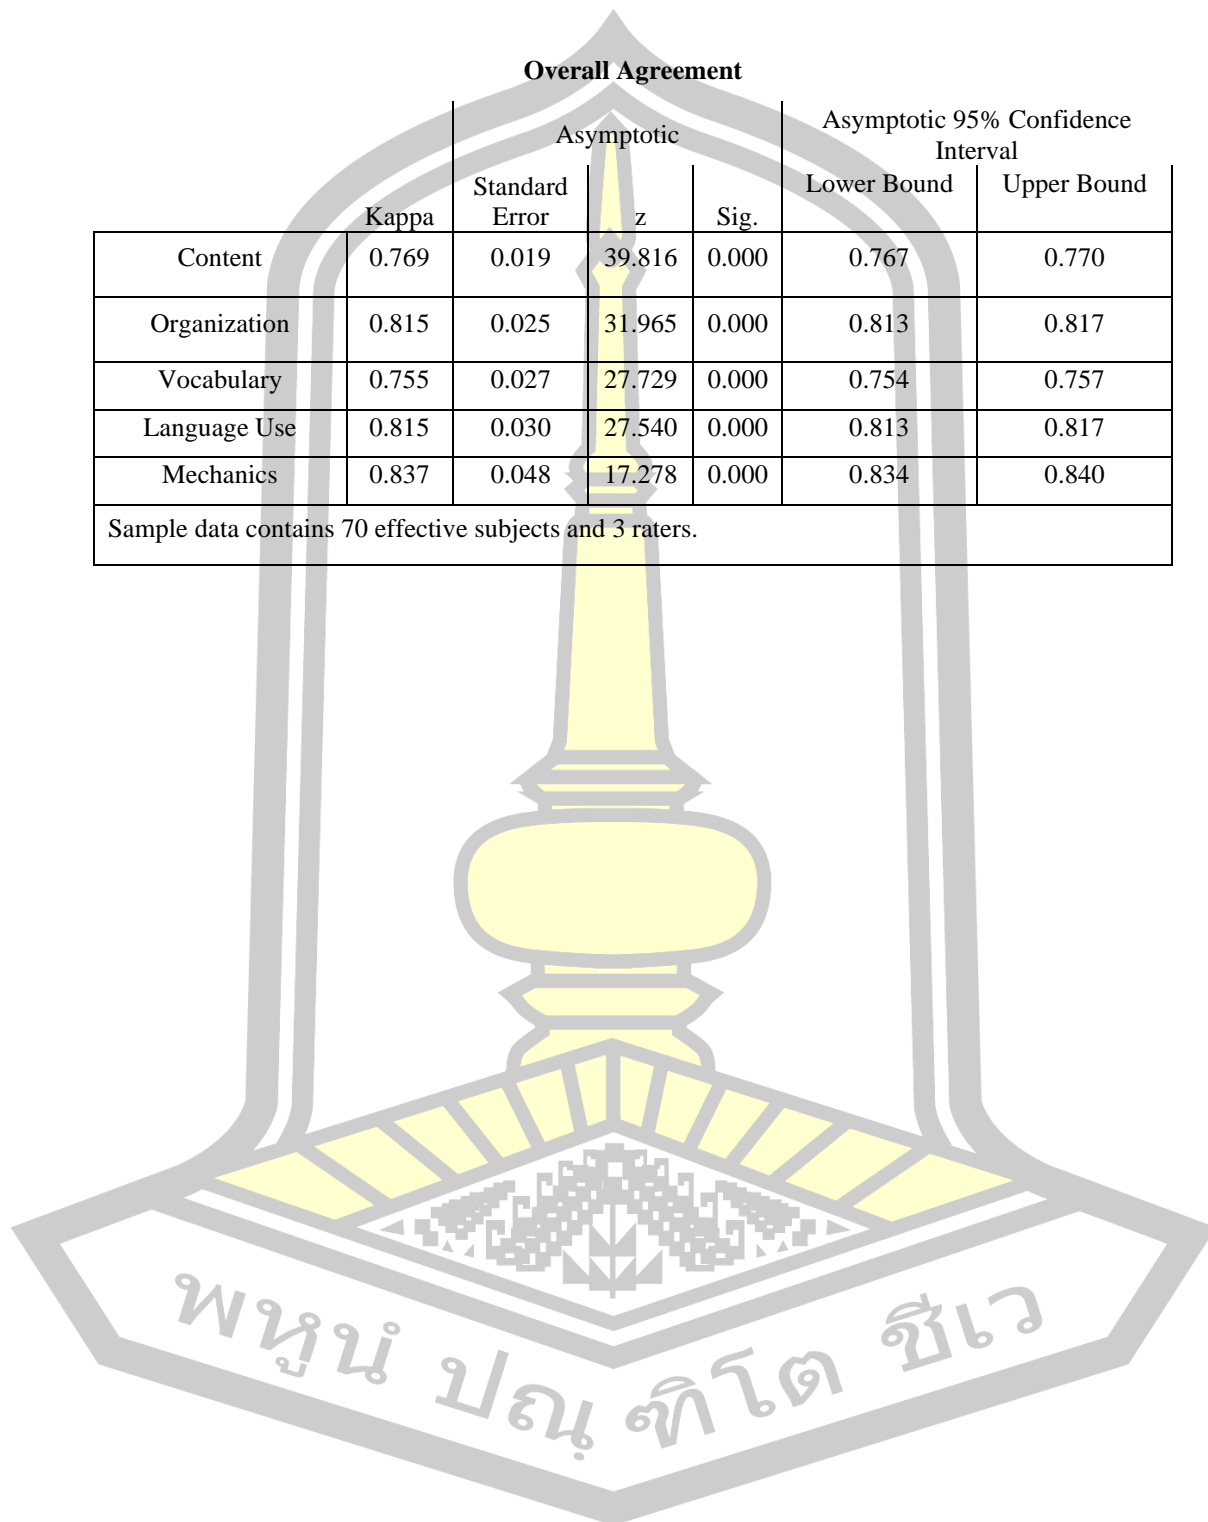 Overall Agreement
Asymptotic Asymptotic 95% Confidence Interval
Kappa Standard Error z Sig. Lower Bound Upper Bound
Content 0.769 0.019 39.816 0.000 0.767 0.770
Organization 0.815 0.025 31.965 0.000 0.813 0.817
Vocabulary 0.755 0.027 27.729 0.000 0.754 0.757
Language Use 0.815 0.030 27.540 0.000 0.813 0.817
Mechanics 0.837 0.048 17.278 0.000 0.834 0.840
Sample data contains 70 effective subjects and 3 raters.
พหูนํ ปณฺฑิโต ชีเว